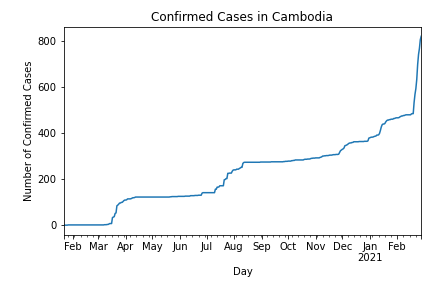 Confirmed Cases in Cambodia
Number of Confirmed Cases
800
600
400
200
0
Feb Mar Apr May Jun Jul Aug Sep Oct Nov Dec Jan Feb
2021
Day